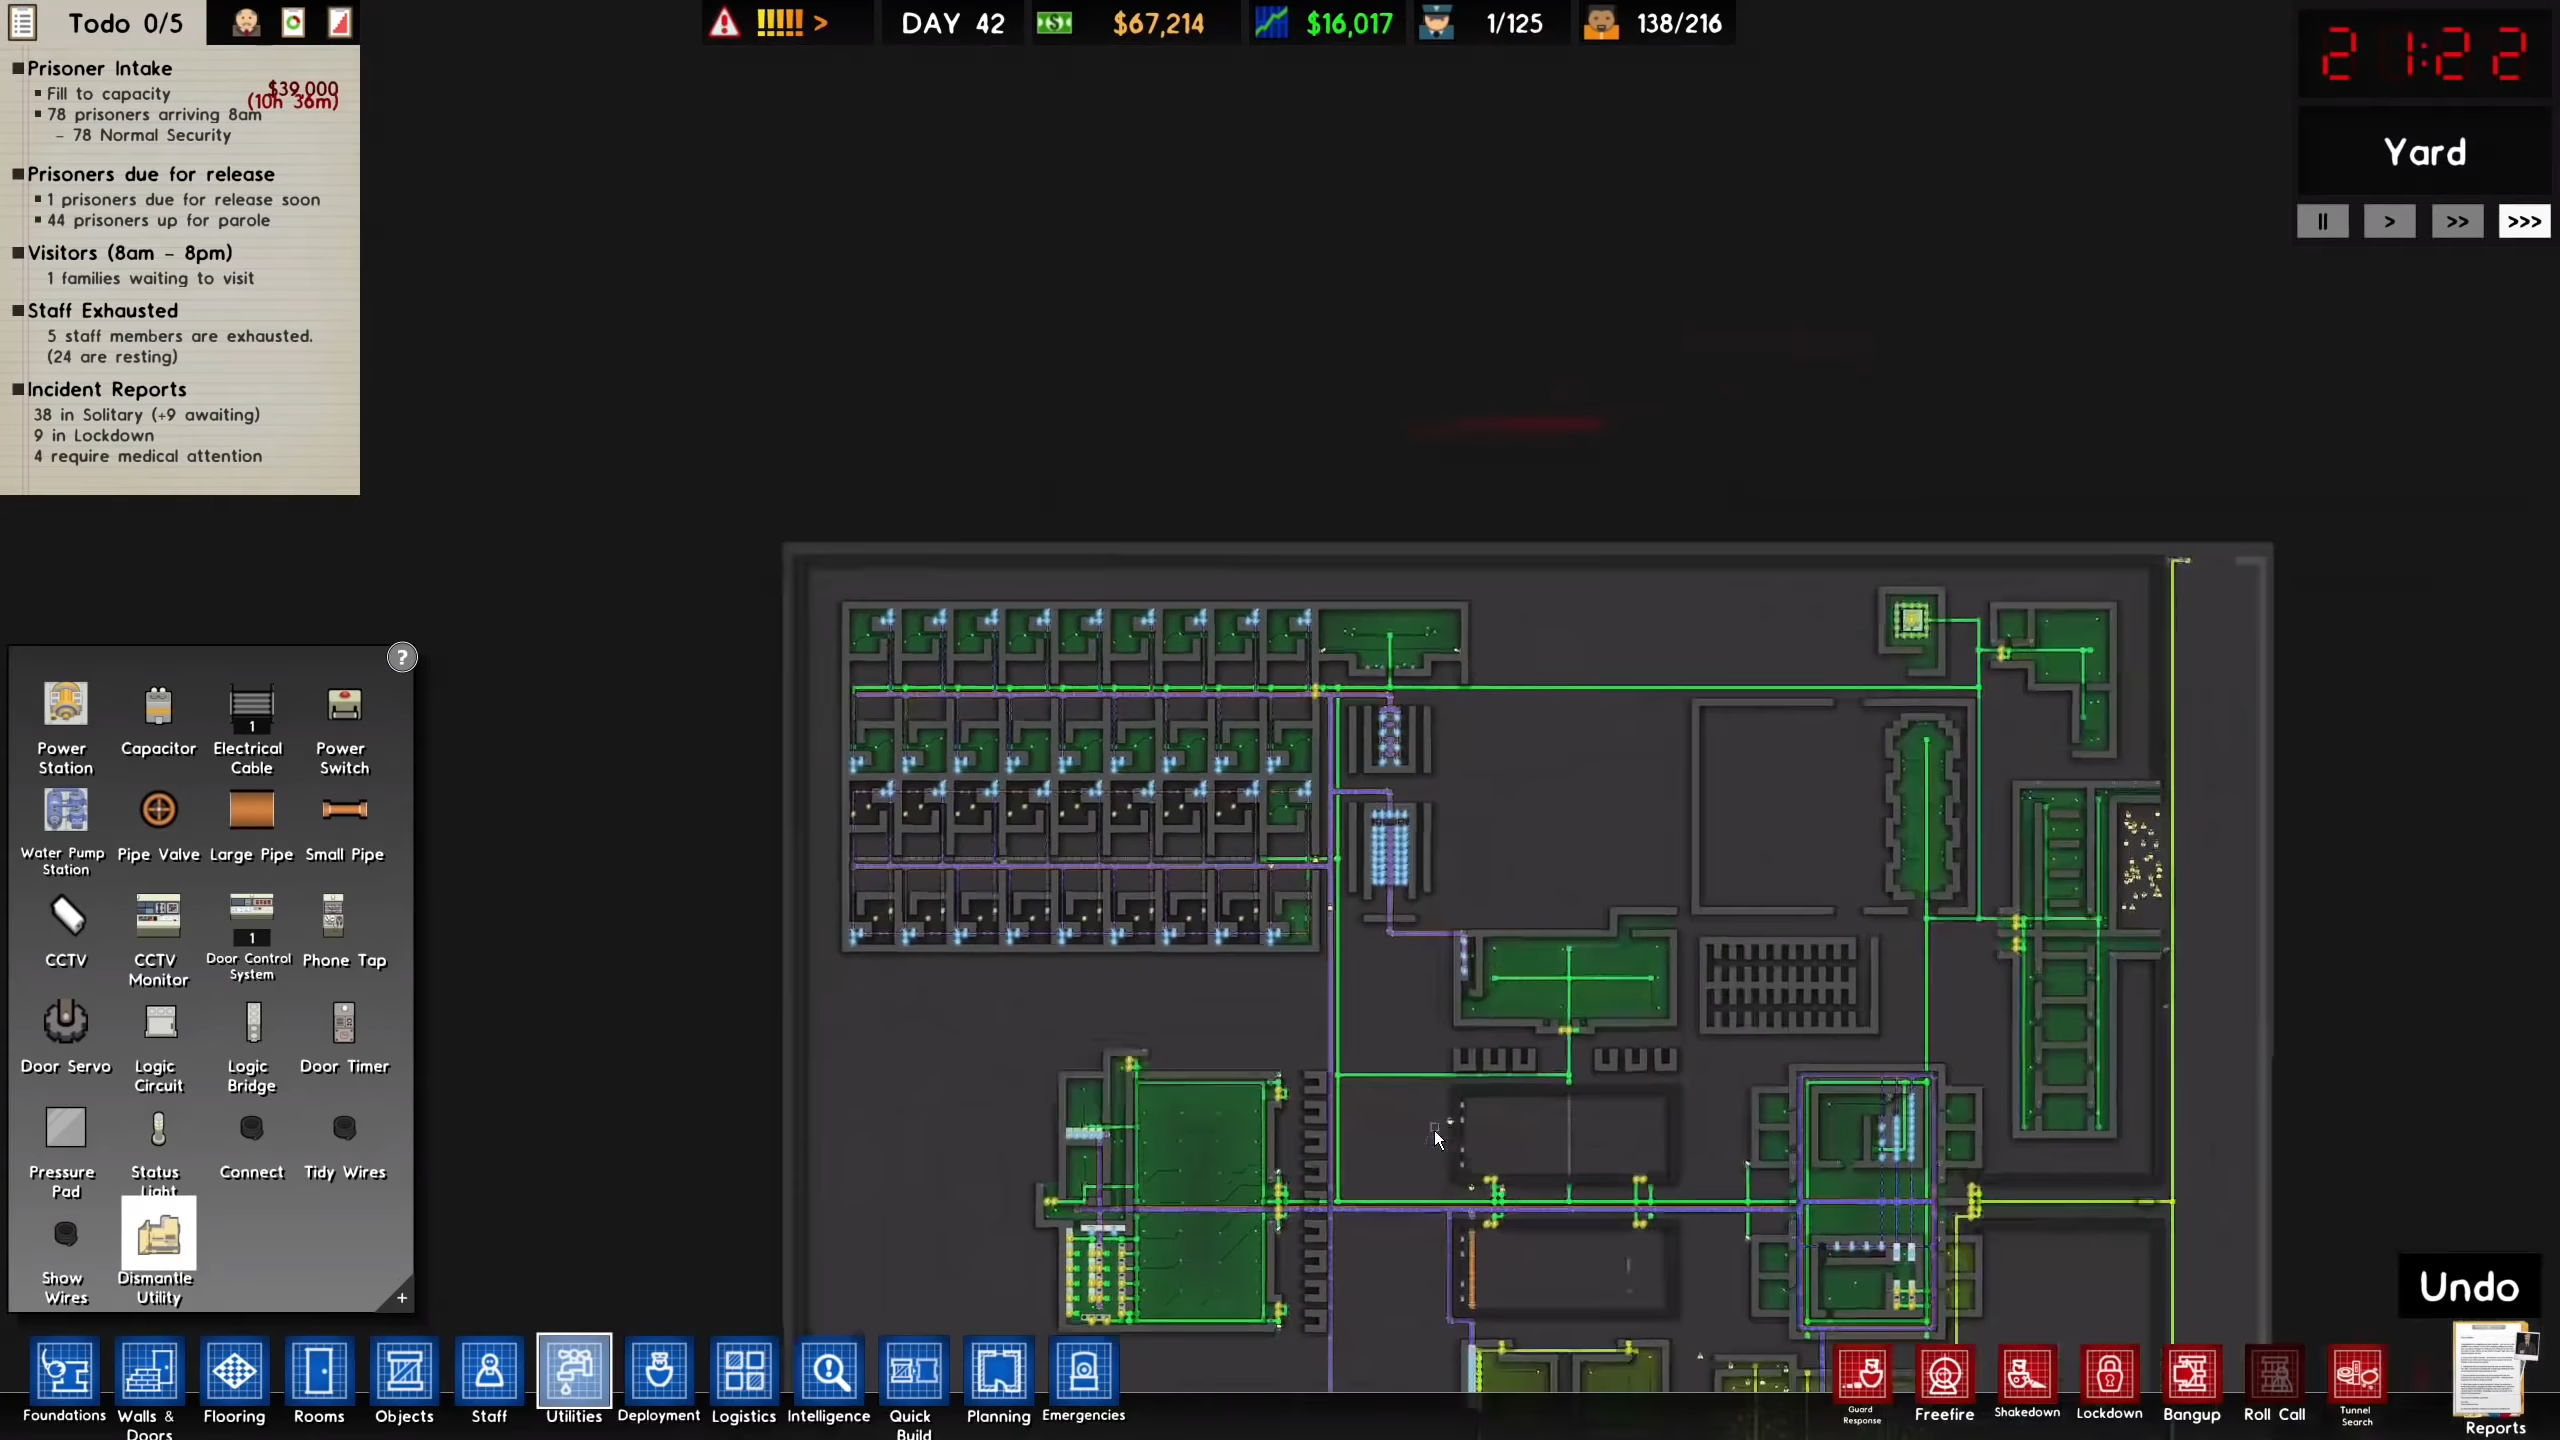 Todo 0/5
!!!!! >
DAY 42
$67,214
$16,017
1/125
138/216
21:22
Yard
Prisoner Intake
Fill to capacity
$39,000
(10h 36m)
78 prisoners arriving 8am
- 78 Normal Security
Prisoners due for release
1 prisoners due for release soon
44 prisoners up for parole
Visitors (8am - 8pm)
1 families waiting to visit
Staff Exhausted
5 staff members are exhausted.
(24 are resting)
Incident Reports
38 in Solitary (+9 awaiting)
9 in Lockdown
4 require medical attention
?
1
Power Station
Capacitor
Electrical Cable
Power Switch
Water Pump Station
Pipe Valve
Large Pipe
Small Pipe
1
CCTV
CCTV Monitor
Door Control System
Phone Tap
Door Servo
Logic Circuit
Logic Bridge
Door Timer
Pressure Pad
Status Light
Connect
Tidy Wires
Show Wires
Dismantle Utility
+
Undo
Foundations
Walls & Doors
Flooring
Rooms
Objects
Staff
Utilities
Deployment
Logistics
Intelligence
Quick Build
Planning
Emergencies
Guard Response
Freefire
Shakedown
Lockdown
Bangup
Roll Call
Tunnel Search
Reports